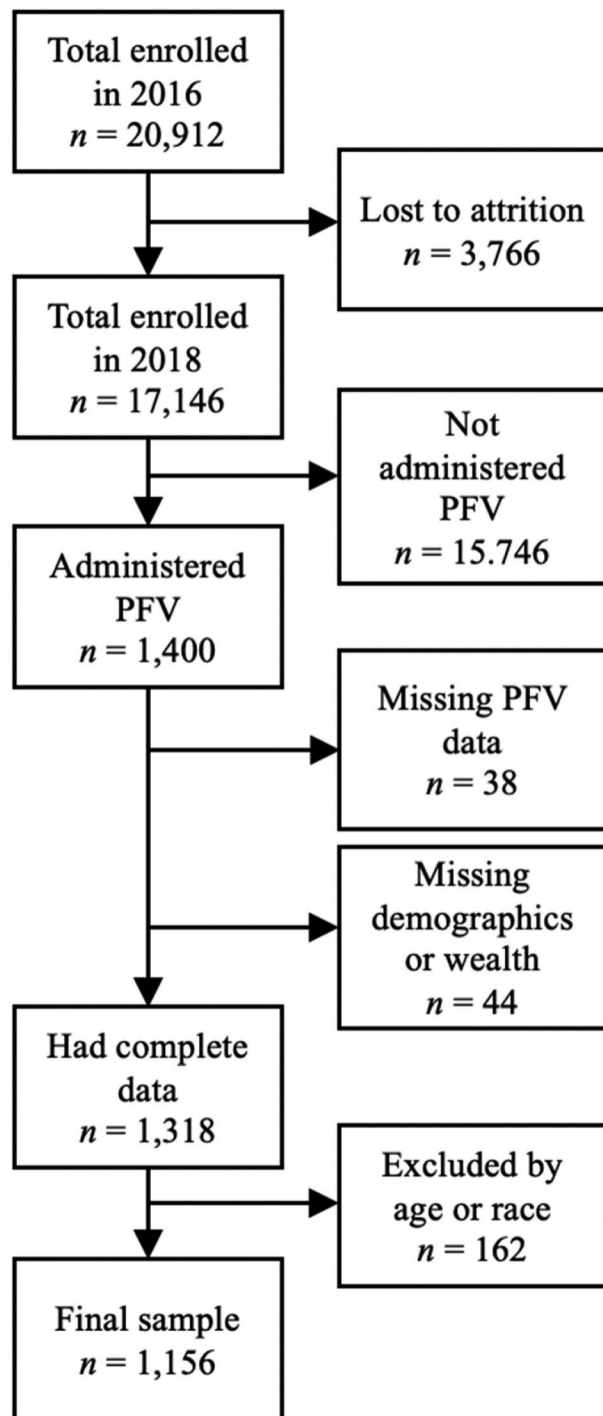 Total enrolled
in 2016
n = 20,912
Lost to attrition
n = 3,766
Total enrolled
in 2018
n = 17,146
Not
administered
PFV
n = 15.746
Administered
PFV
n = 1,400
Missing PFV
data
n = 38
Missing
demographics
or wealth
n = 44
Had complete
data
n = 1,318
Excluded by
age or race
n = 162
Final sample
n = 1,156